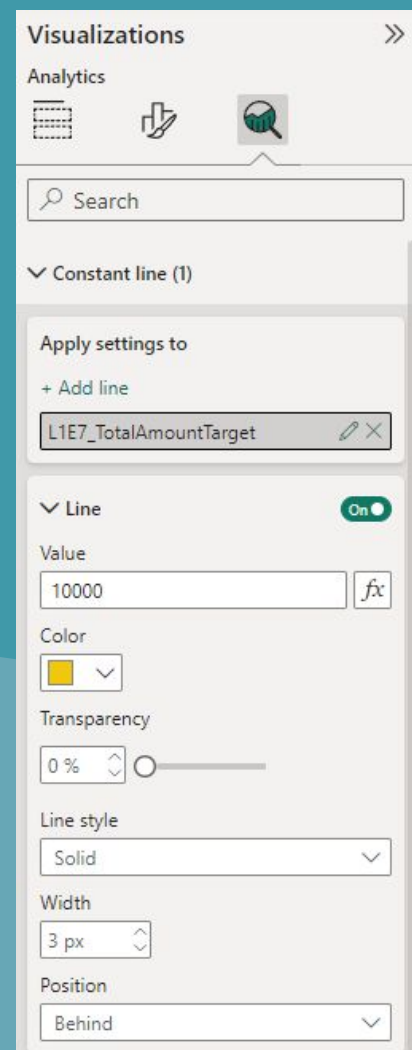 Visualizations
Analytics
Search
Constant line (1)
Apply settings to
+ Add line
L1E7_TotalAmountTarget
Line
On
Value
10000
fx
Color
Transparency
0 %
Line style
Solid
Width
3 px
Position
Behind